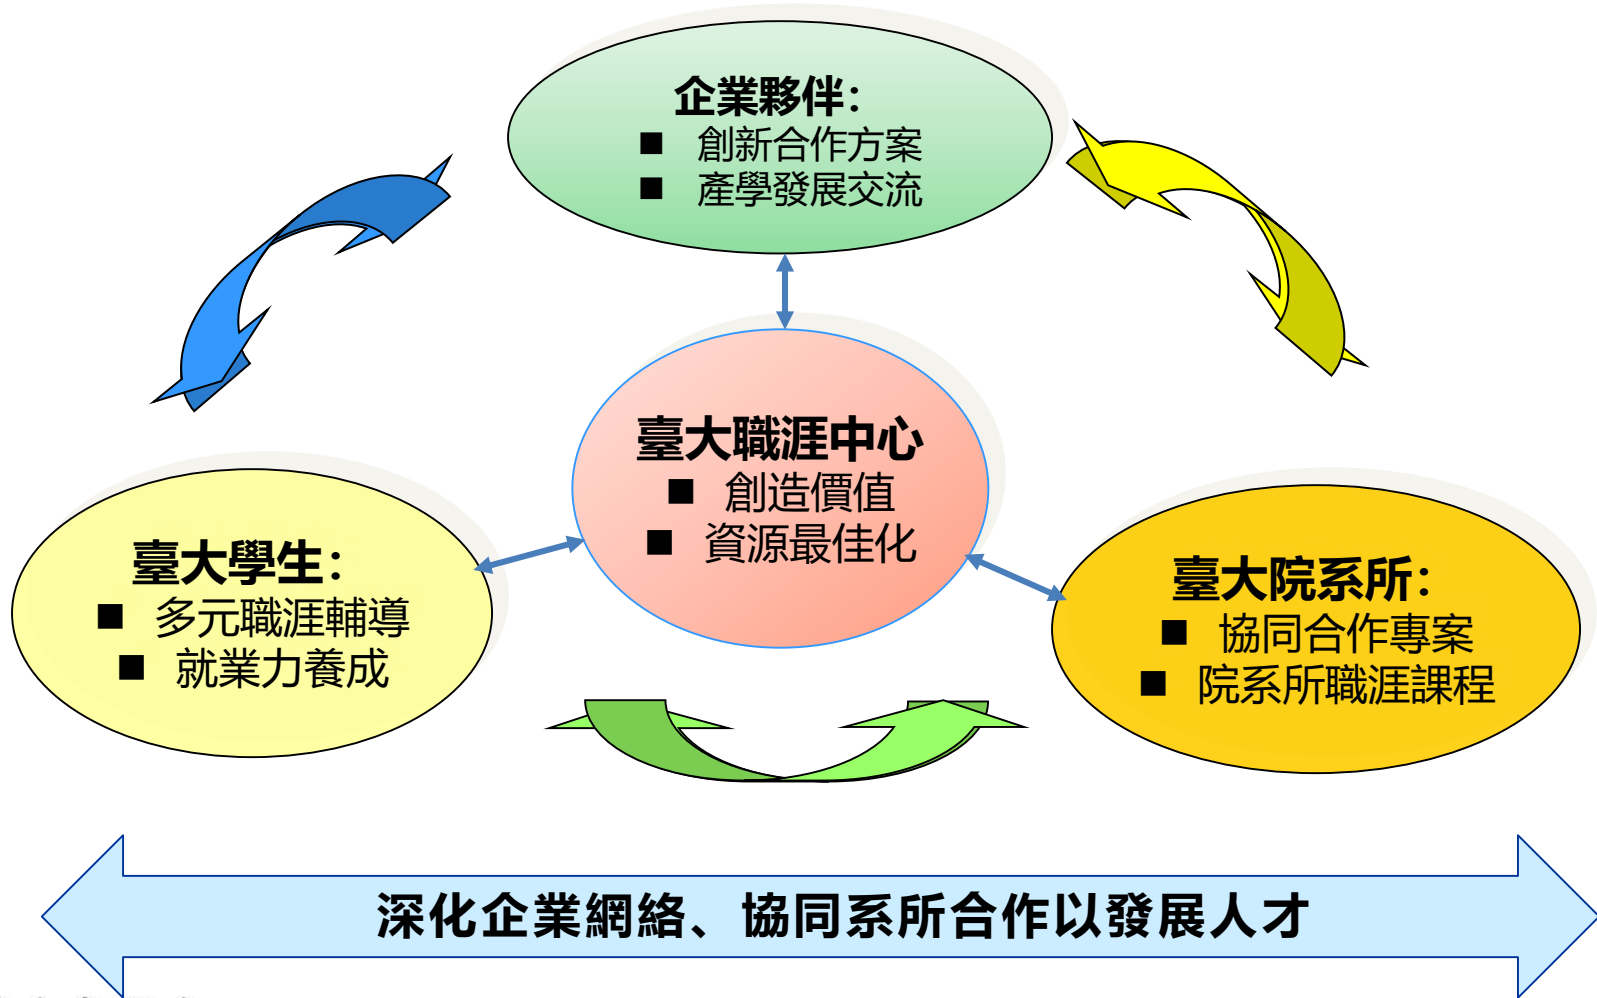 企業夥伴：
■ 創新合作方案
■ 產學發展交流
臺大職涯中心
■ 創造價值
■ 資源最佳化
臺大學生：
■ 多元職涯輔導
■ 就業力養成
臺大院系所：
■ 協同合作專案
■ 院系所職涯課程
深化企業網絡、協同系所合作以發展人才